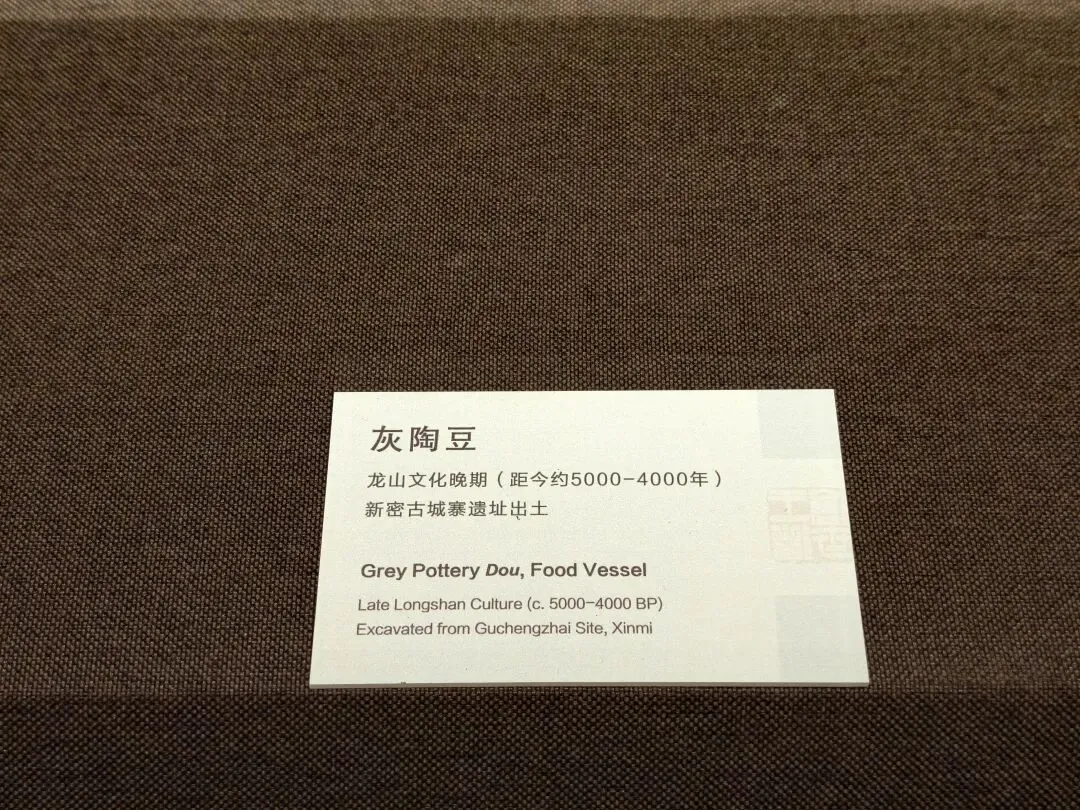 灰陶豆
龙山文化晚期（距今约5000-4000年）
新密古城寨遗址出土
Grey Pottery Dou, Food Vessel
Late Longshan Culture (c. 5000-4000 BP)
Excavated from Guchengzhai Site, Xinmi